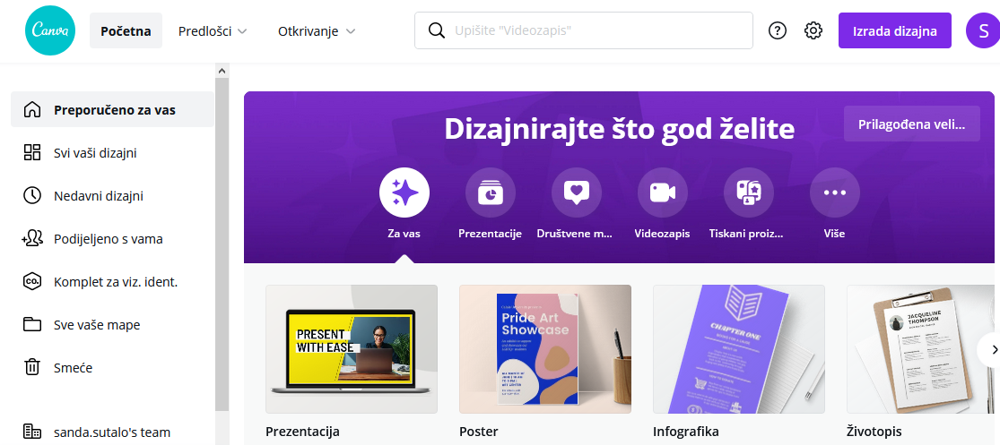 Canva
Početna
Predlošci
Otkrivanje
Upišite "Videozapis"
Izrada dizajna
S
Preporučeno za vas
Svi vaši dizajni
Nedavni dizajni
Podijeljeno s vama
CO.
Komplet za viz. ident.
Sve vaše mape
Smeće
sanda.sutalo's team
Dizajnirajte što god želite
Prilagođena veli...
Za vas
Prezentacije
Društvene m...
Videozapis
Tiskani proiz...
Više
PRESENT
WITH EASE
Pride Art
Showcase
CHAPTER ONE
JACQUELINE
THOMPSON
Prezentacija
Poster
Infografika
Životopis